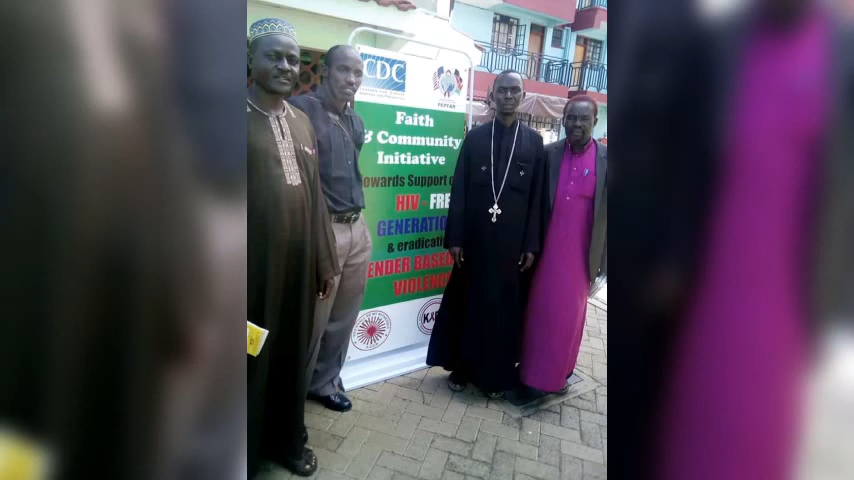 CDC
PEPFAR
Faith
& Community
Initiative
owards Support o
HIV - FRE
GENERATIO
& eradicati
ENDER BASE
VIOLENC